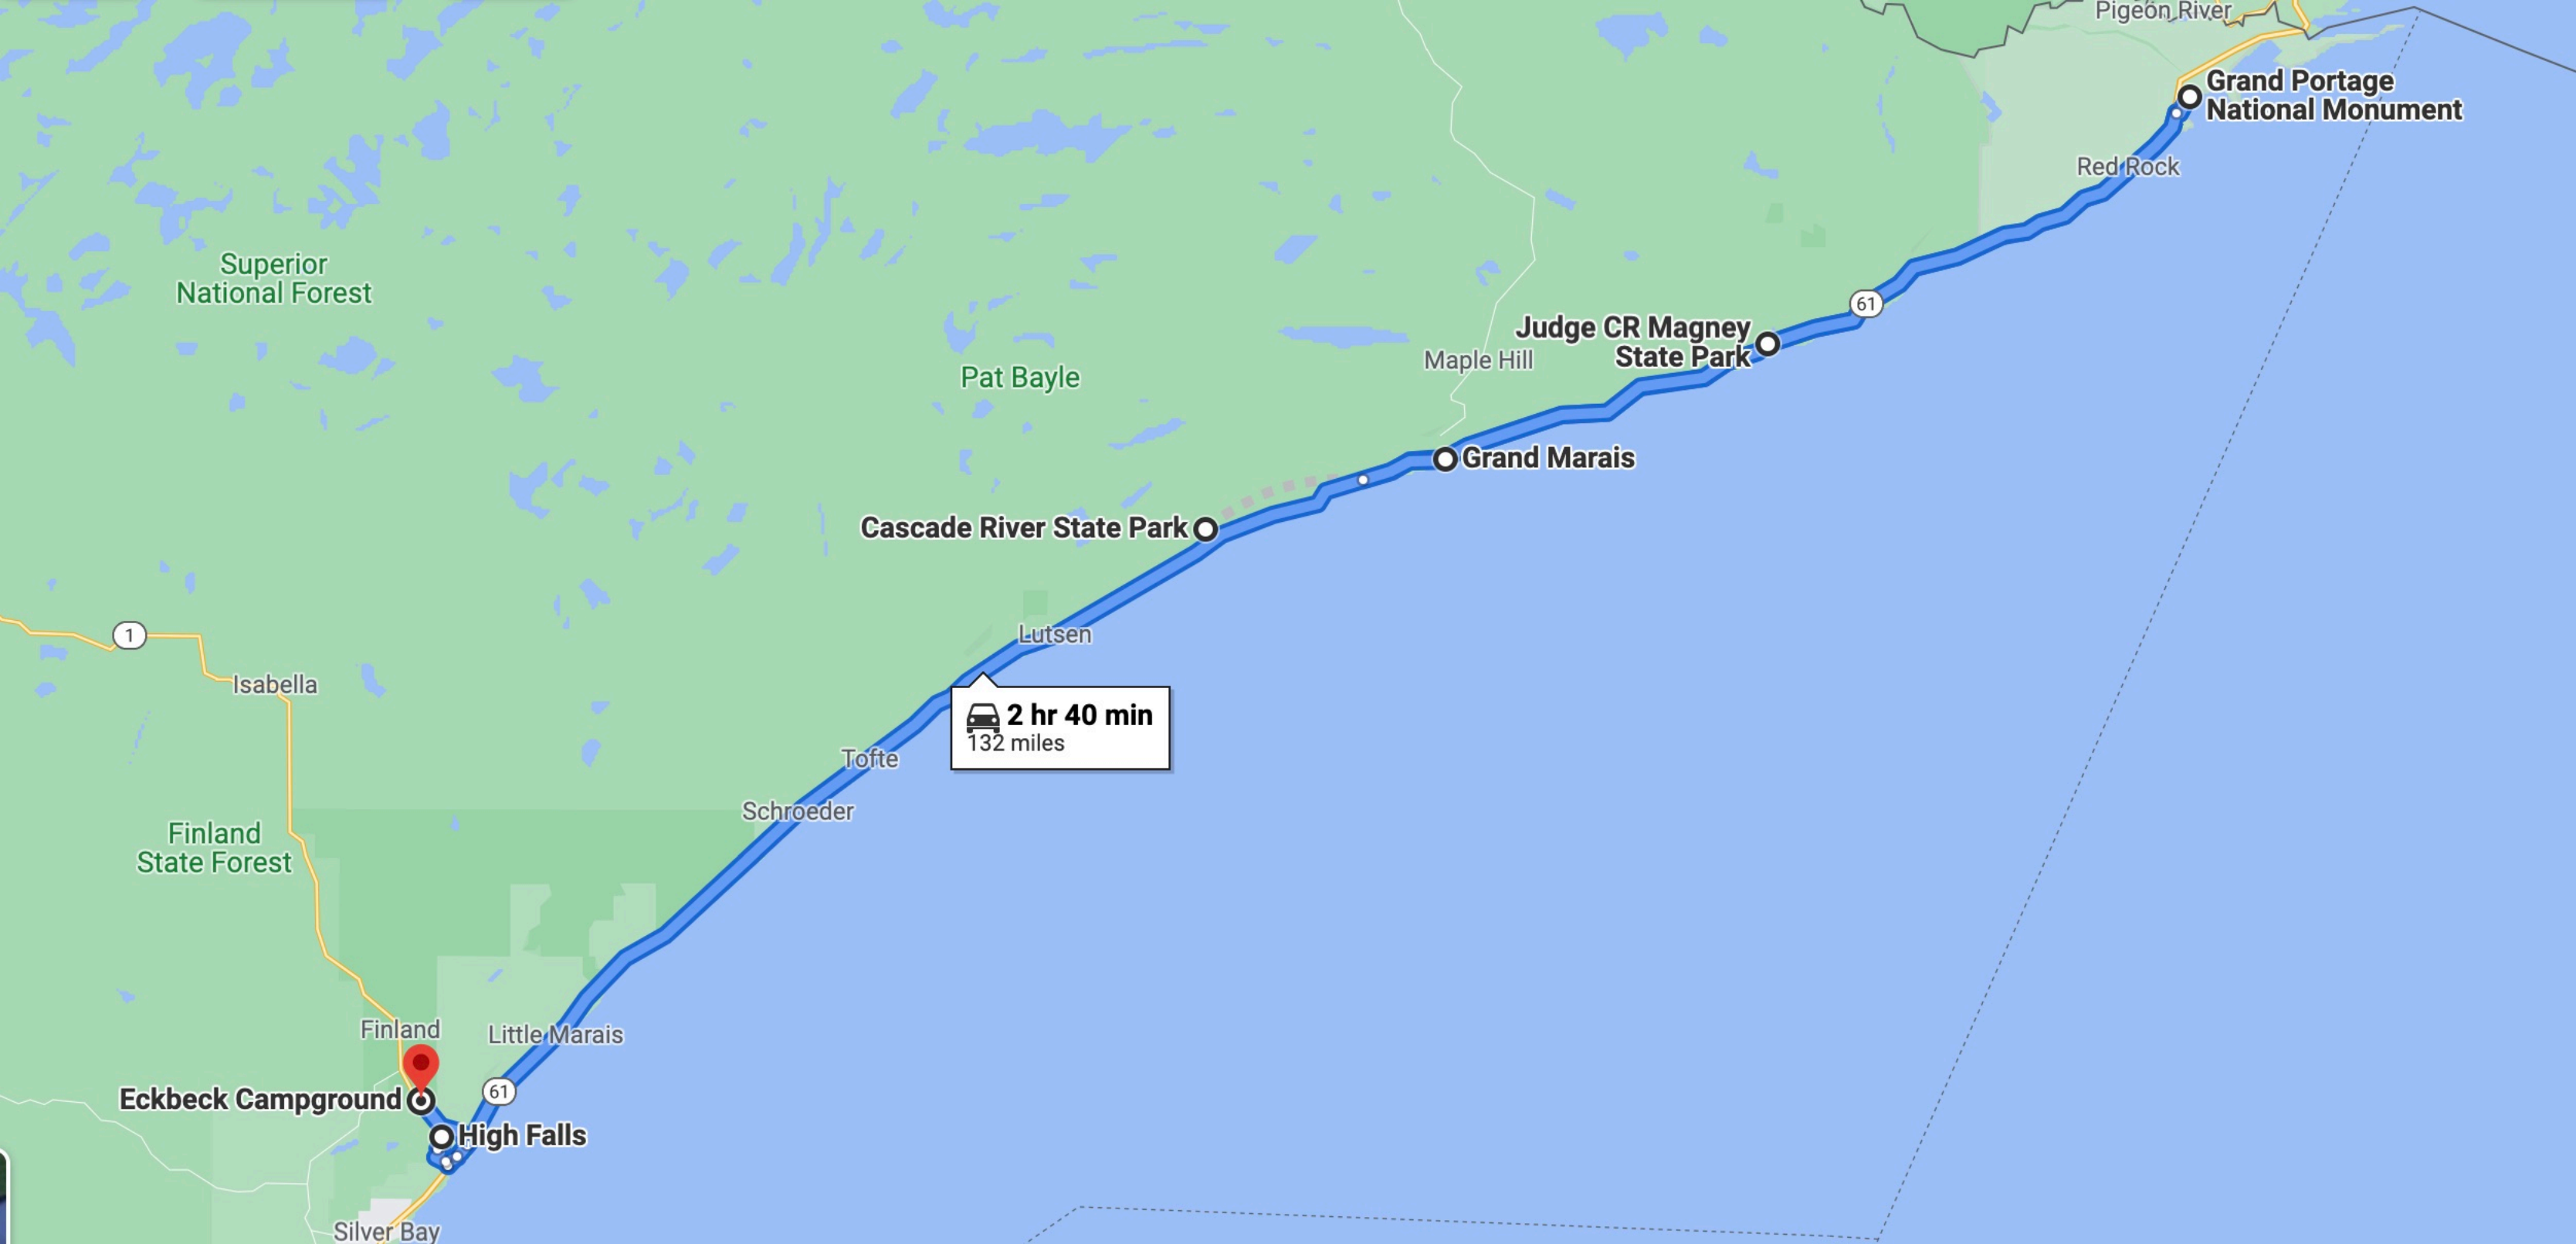 Pigeon River
Grand Portage
National Monument
Red Rock
Superior
National Forest
61
Judge CR Magney
State Park
Maple Hill
Pat Bayle
Grand Marais
Cascade River State Park
1
Lutsen
Isabella
2 hr 40 min
132 miles
Tofte
Schroeder
Finland
State Forest
Finland
Little Marais
61
Eckbeck Campground
High Falls
Silver Bay